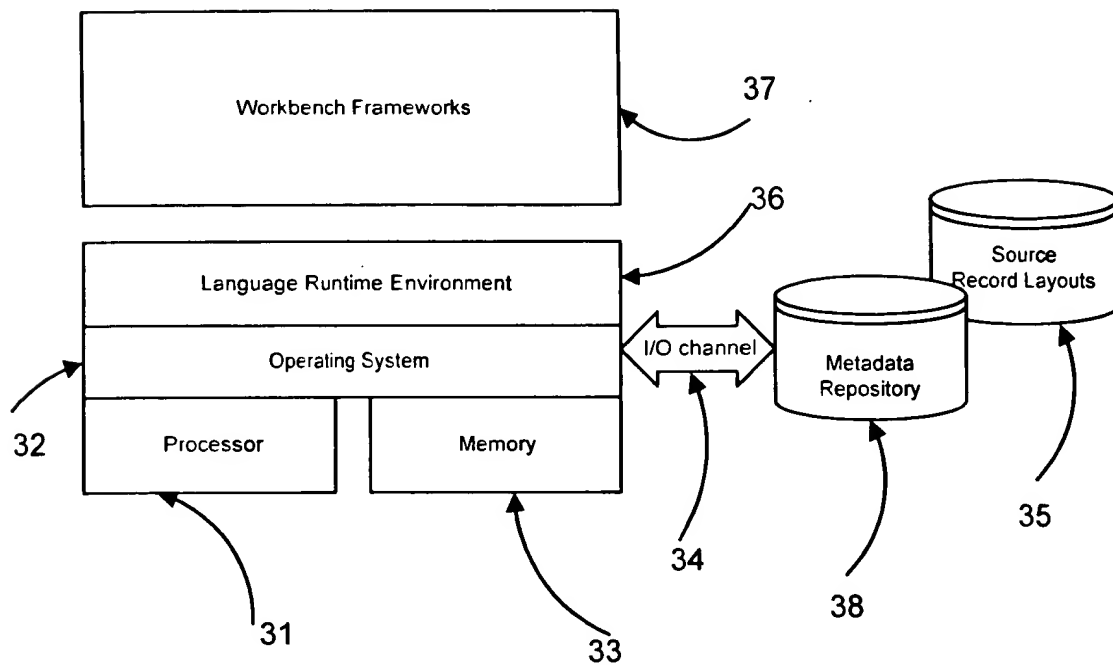 Workbench Frameworks
37
36
Language Runtime Environment
Source
Record Layouts
Operating System
I/O channel
Metadata
Repository
32
Processor
Memory
34
35
38
31
33